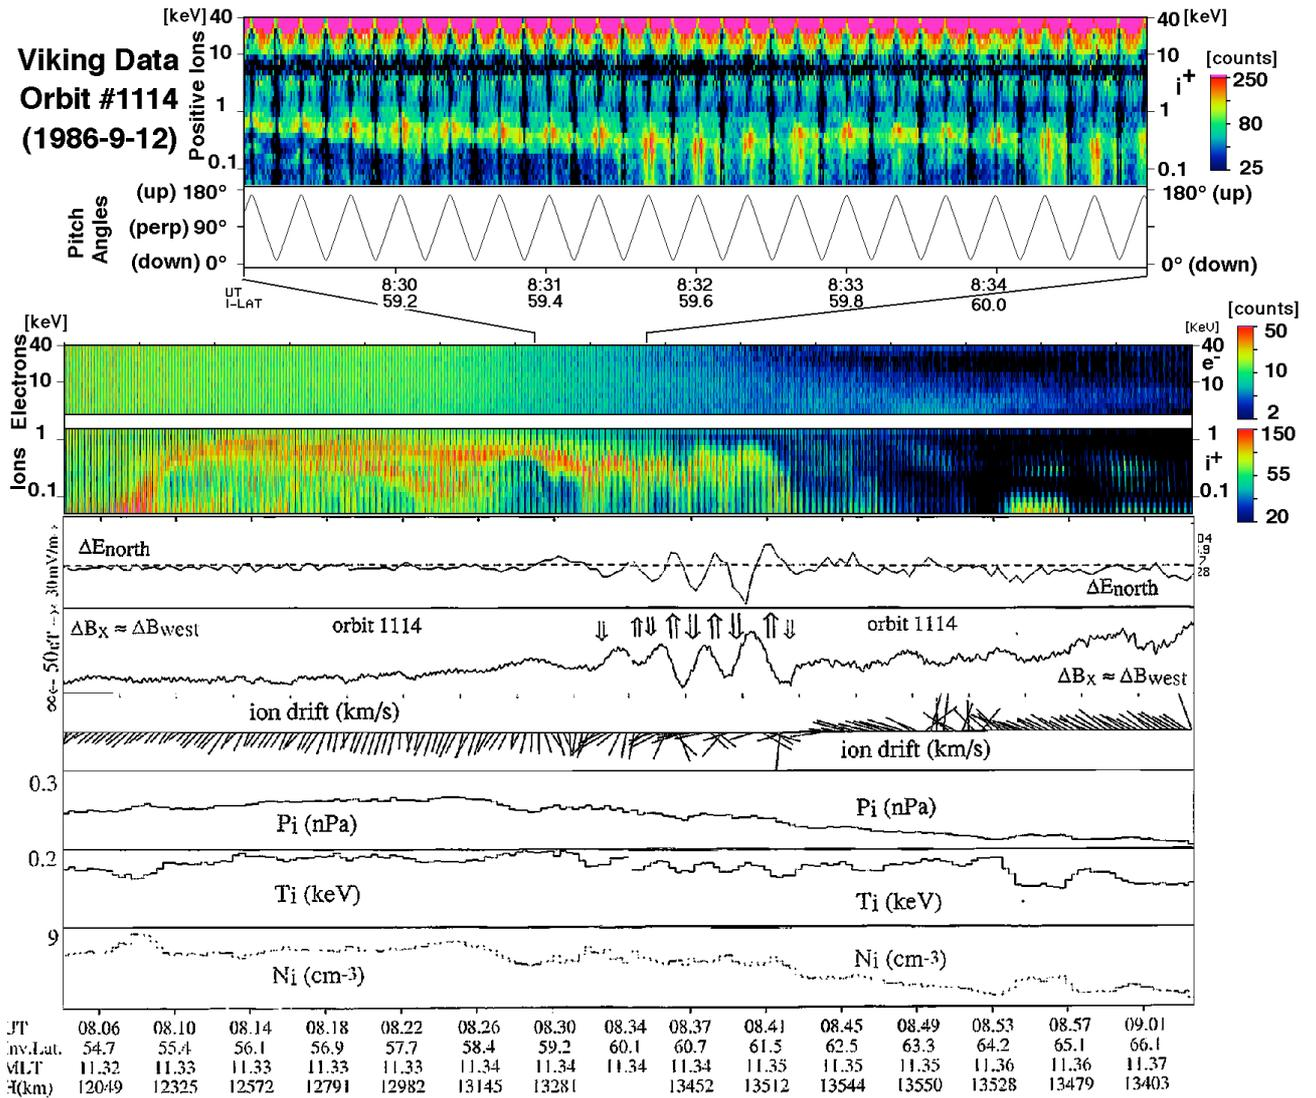 [keV] 40 40 [keV]
Viking Data
Orbit #1114
(1986-9-12)
Positive Ions
10 10
1 1
0.1 0.1
i+
[counts]
250
80
25
Pitch
Angles
(up) 180° 180° (up)
(perp) 90°
(down) 0° 0° (down)
UT 8:30 8:31 8:32 8:33 8:34
I-LAT 59.2 59.4 59.6 59.8 60.0
[keV] [keV]
[counts]
Electrons
40 40
e-
10 10
50
10
2
Ions
1 1
i+
0.1 0.1
150
55
20
ΔEnorth
30 mV/m
ΔEnorth
28
ΔBx ≈ ΔBwest orbit 1114 ⇓ ⇑⇓ ⇑ ⇓ ⇑ ⇓ ⇑ ⇓ orbit 1114
50nT
ΔBx ≈ ΔBwest
ion drift (km/s)
ion drift (km/s)
0.3
Pi (nPa) Pi (nPa)
0.2
Ti (keV) Ti (keV)
9
Ni (cm-3) Ni (cm-3)
UT 08.06 08.10 08.14 08.18 08.22 08.26 08.30 08.34 08.37 08.41 08.45 08.49 08.53 08.57 09.01
Inv.Lat. 54.7 55.4 56.1 56.9 57.7 58.4 59.2 60.1 60.7 61.5 62.5 63.3 64.2 65.1 66.1
MLT 11.32 11.33 11.33 11.33 11.33 11.34 11.34 11.34 11.34 11.35 11.35 11.35 11.36 11.36 11.37
H(km) 12049 12325 12572 12791 12982 13145 13281 13452 13512 13544 13550 13528 13479 13403